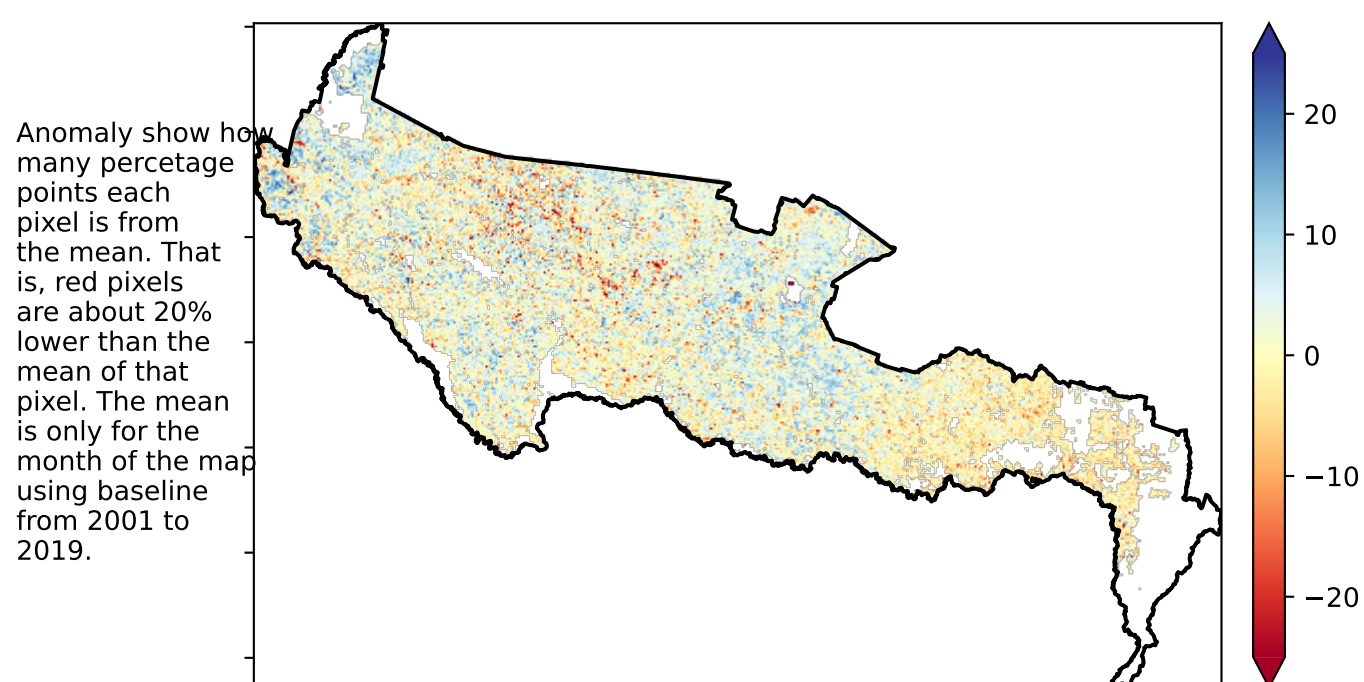 Anomaly show how
many percetage
points each
pixel is from
the mean. That
is, red pixels
are about 20%
lower than the
mean of that
pixel. The mean
is only for the
month of the map
using baseline
from 2001 to
2019.
20
10
0
−10
−20